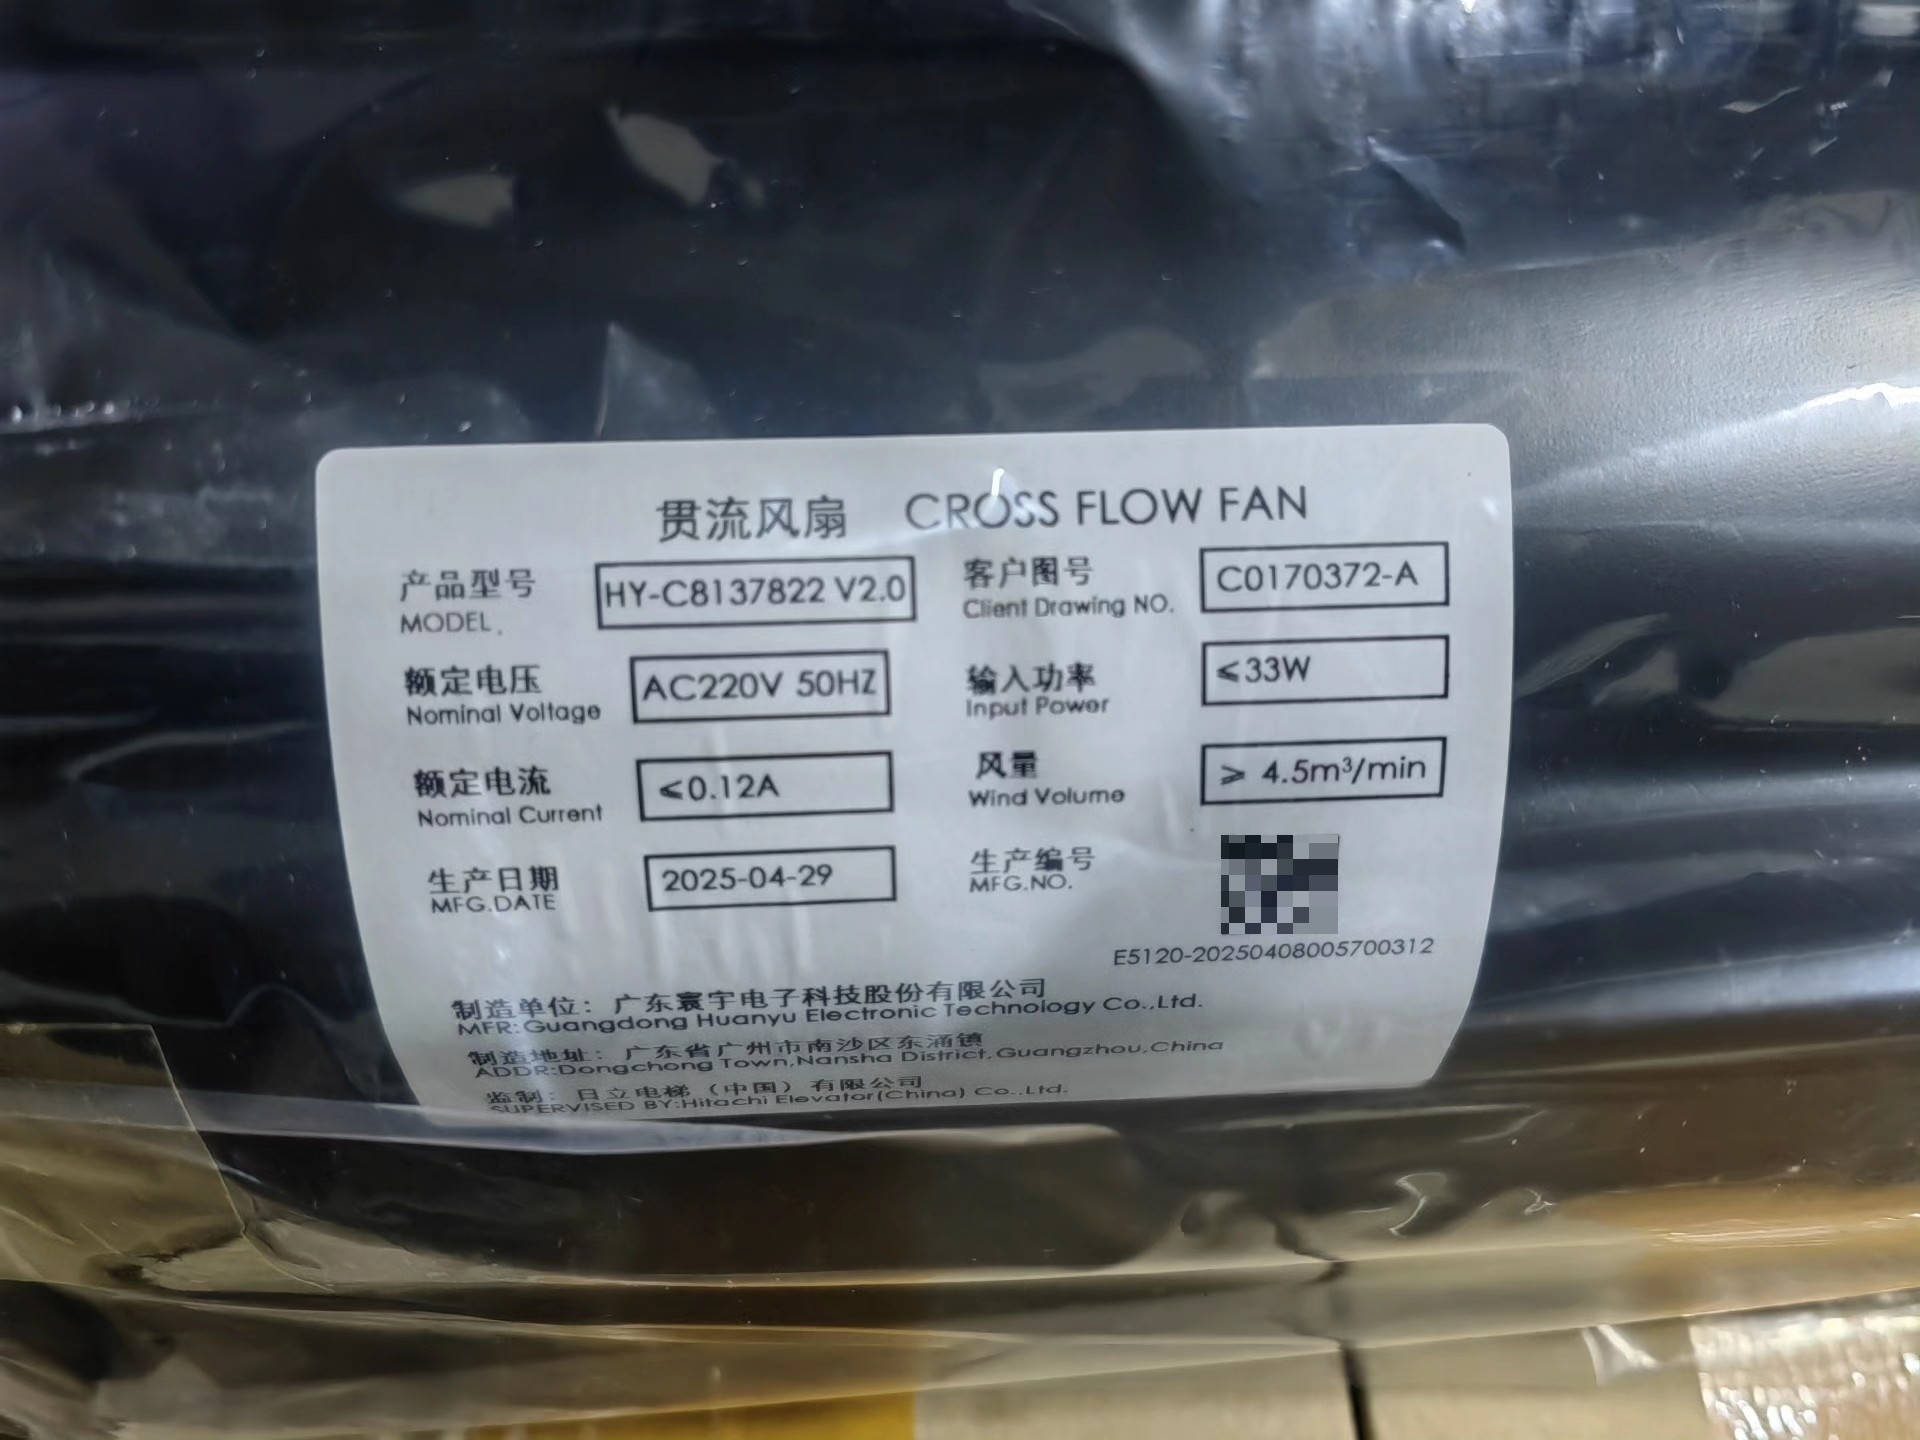 贯流风扇 CROSS FLOW FAN
产品型号 HY-C8137822 V2.0 客户图号 C0170372-A
MODEL. Client Drawing NO.
额定电压 AC220V 50HZ 输入功率 ≤33W
Nominal Voltage Input Power
额定电流 ≤0.12A 风量 ≥ 4.5m³/min
Nominal Current Wind Volume
生产日期 2025-04-29 生产编号
MFG.DATE MFG.NO.
E5120-20250408005700312
制造单位：广东寰宇电子科技股份有限公司
MFR:Guangdong Huanyu Electronic Technology Co.,Ltd.
制造地址：广东省广州市南沙区东涌镇
ADDR:Dongchong Town,Nansha District,Guangzhou,China
监制：日立电梯（中国）有限公司
SUPERVISED BY:Hitachi Elevator(China) Co.,Ltd.